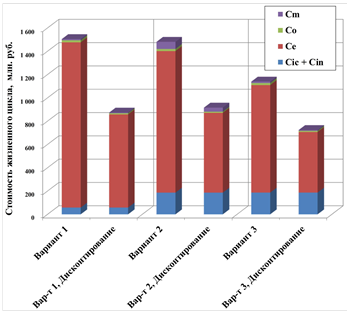 Cm
Co
Ce
Cic + Cin
Стоимость жизненного цикла, млн. руб.
1 600
1 400
1 200
1 000
800
600
400
200
0
Вариант 1
Вар-т 1, Дисконтирование
Вариант 2
Вар-т 2, Дисконтирование
Вариант 3
Вар-т 3, Дисконтирование